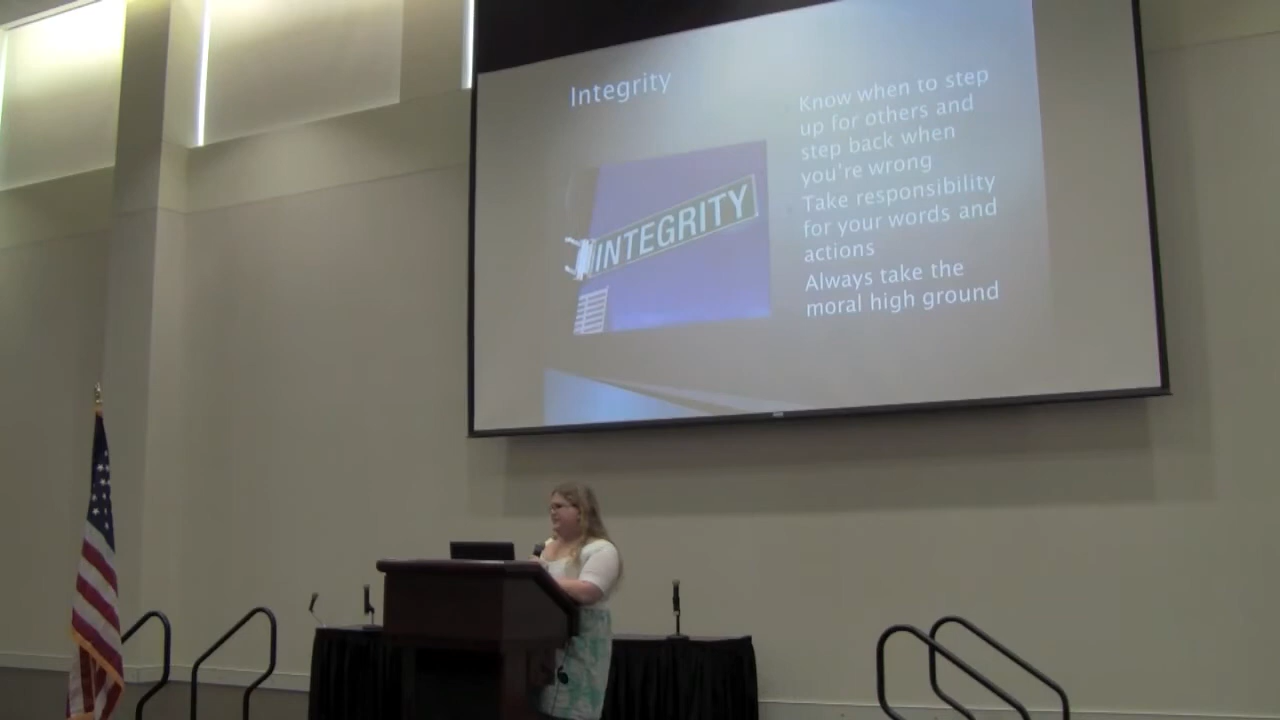 Integrity
INTEGRITY
Know when to step
up for others and
step back when
you're wrong
Take responsibility
for your words and
actions
Always take the
moral high ground